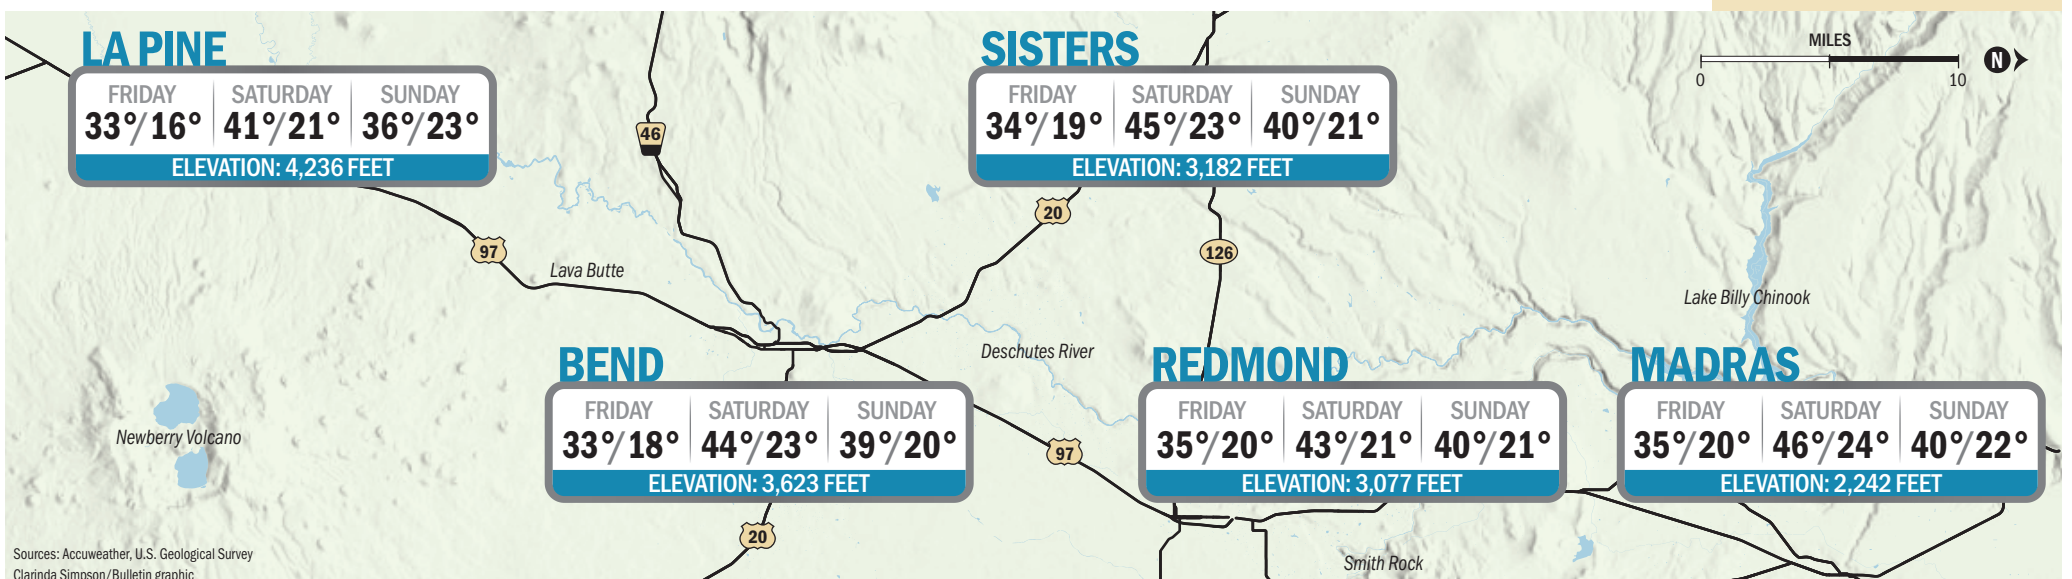 MILES
0 10
N
LA PINE
FRIDAY SATURDAY SUNDAY
33°/16° 41°/21° 36°/23°
ELEVATION: 4,236 FEET
SISTERS
FRIDAY SATURDAY SUNDAY
34°/19° 45°/23° 40°/21°
ELEVATION: 3,182 FEET
46
20
97
126
Lava Butte
Lake Billy Chinook
Deschutes River
BEND
FRIDAY SATURDAY SUNDAY
33°/18° 44°/23° 39°/20°
ELEVATION: 3,623 FEET
REDMOND
FRIDAY SATURDAY SUNDAY
35°/20° 43°/21° 40°/21°
ELEVATION: 3,077 FEET
MADRAS
FRIDAY SATURDAY SUNDAY
35°/20° 46°/24° 40°/22°
ELEVATION: 2,242 FEET
Newberry Volcano
97
20
Smith Rock
Sources: Accuweather, U.S. Geological Survey
Clarinda Simpson/Bulletin graphic